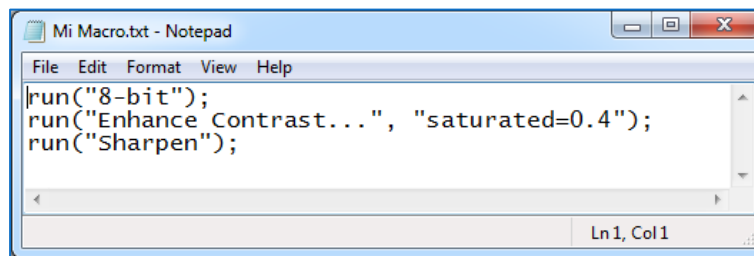 Mi Macro.txt - Notepad
File Edit Format View Help
run("8-bit");
run("Enhance Contrast...", "saturated=0.4");
run("Sharpen");
Ln 1, Col 1